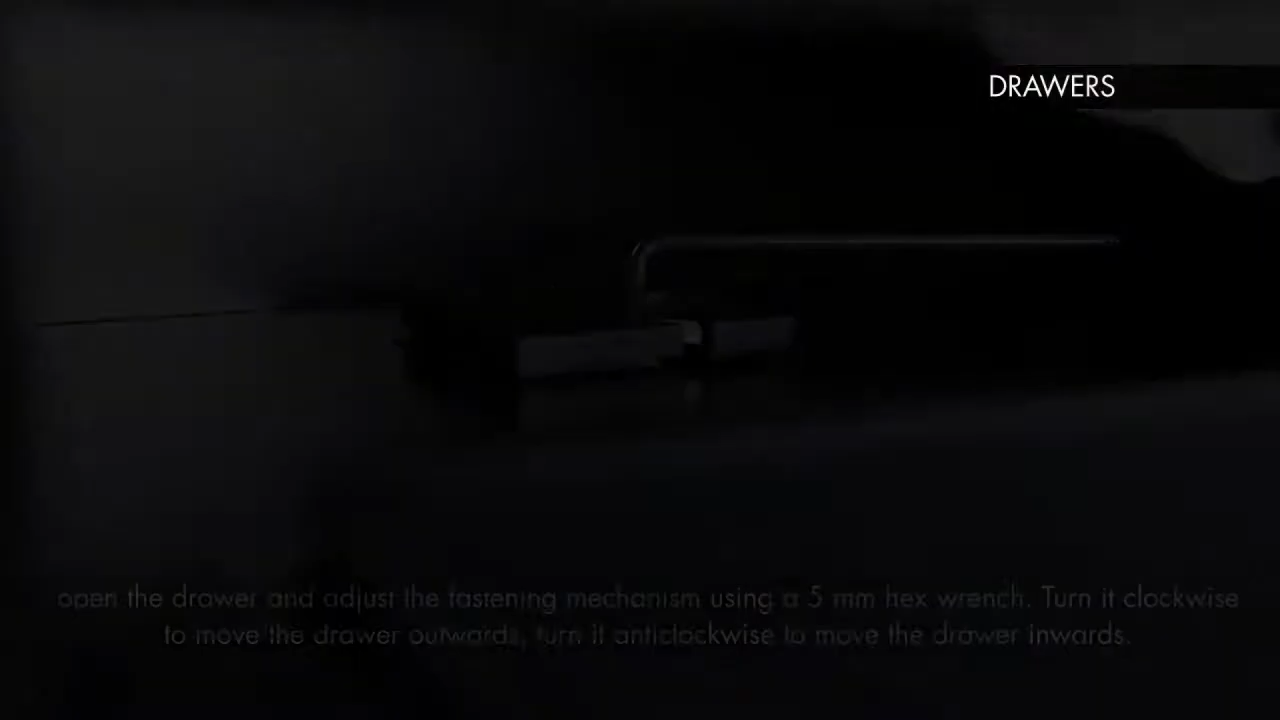 DRAWERS
open the drawer and adjust the fastening mechanism using a 5 mm hex wrench. Turn it clockwise
to move the drawer outwards, turn it anticlockwise to move the drawer inwards.